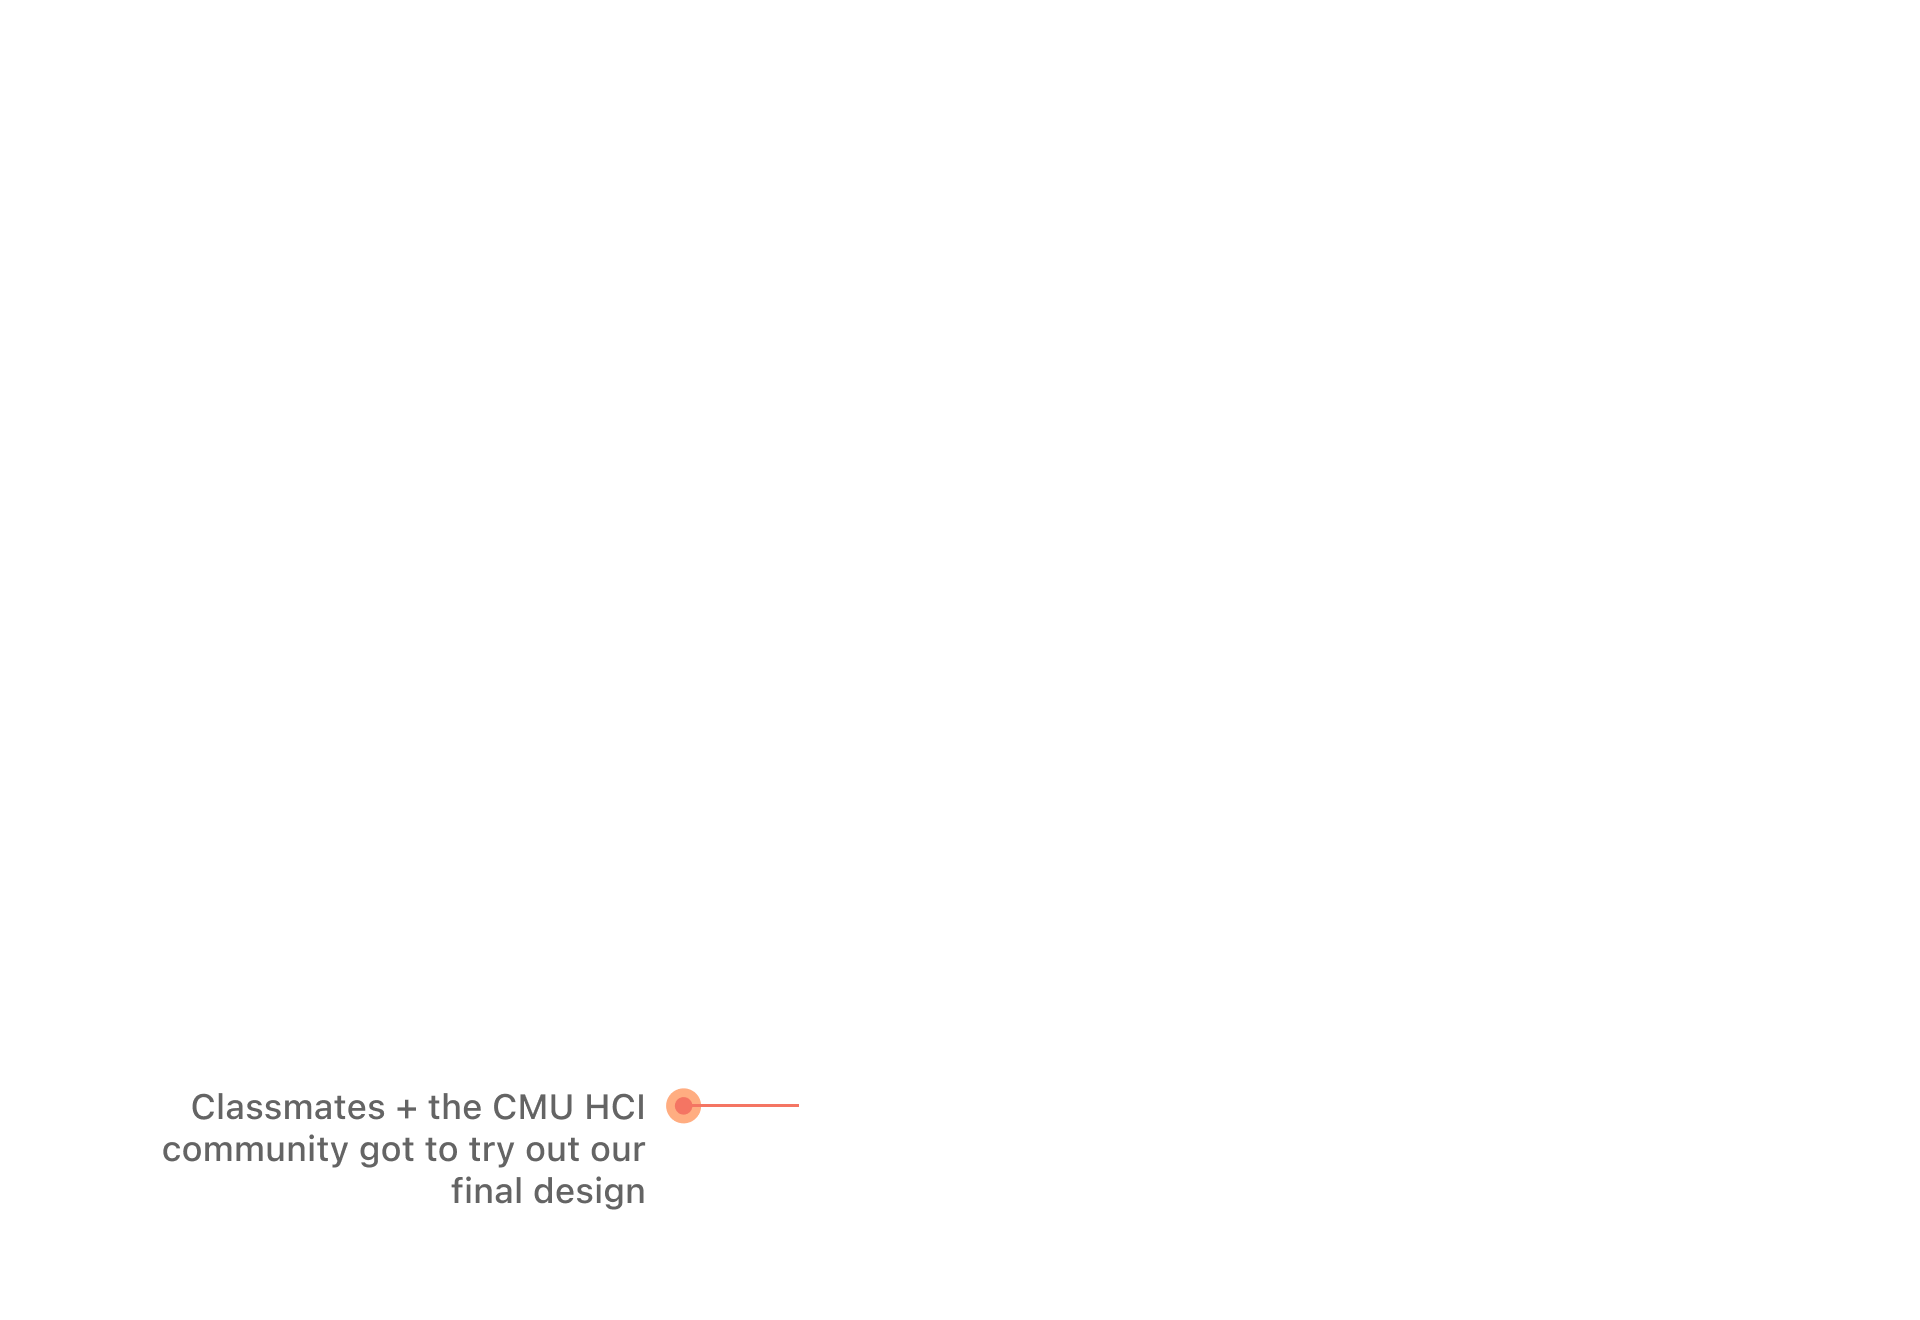 Classmates + the CMU HCI
community got to try out our
final design